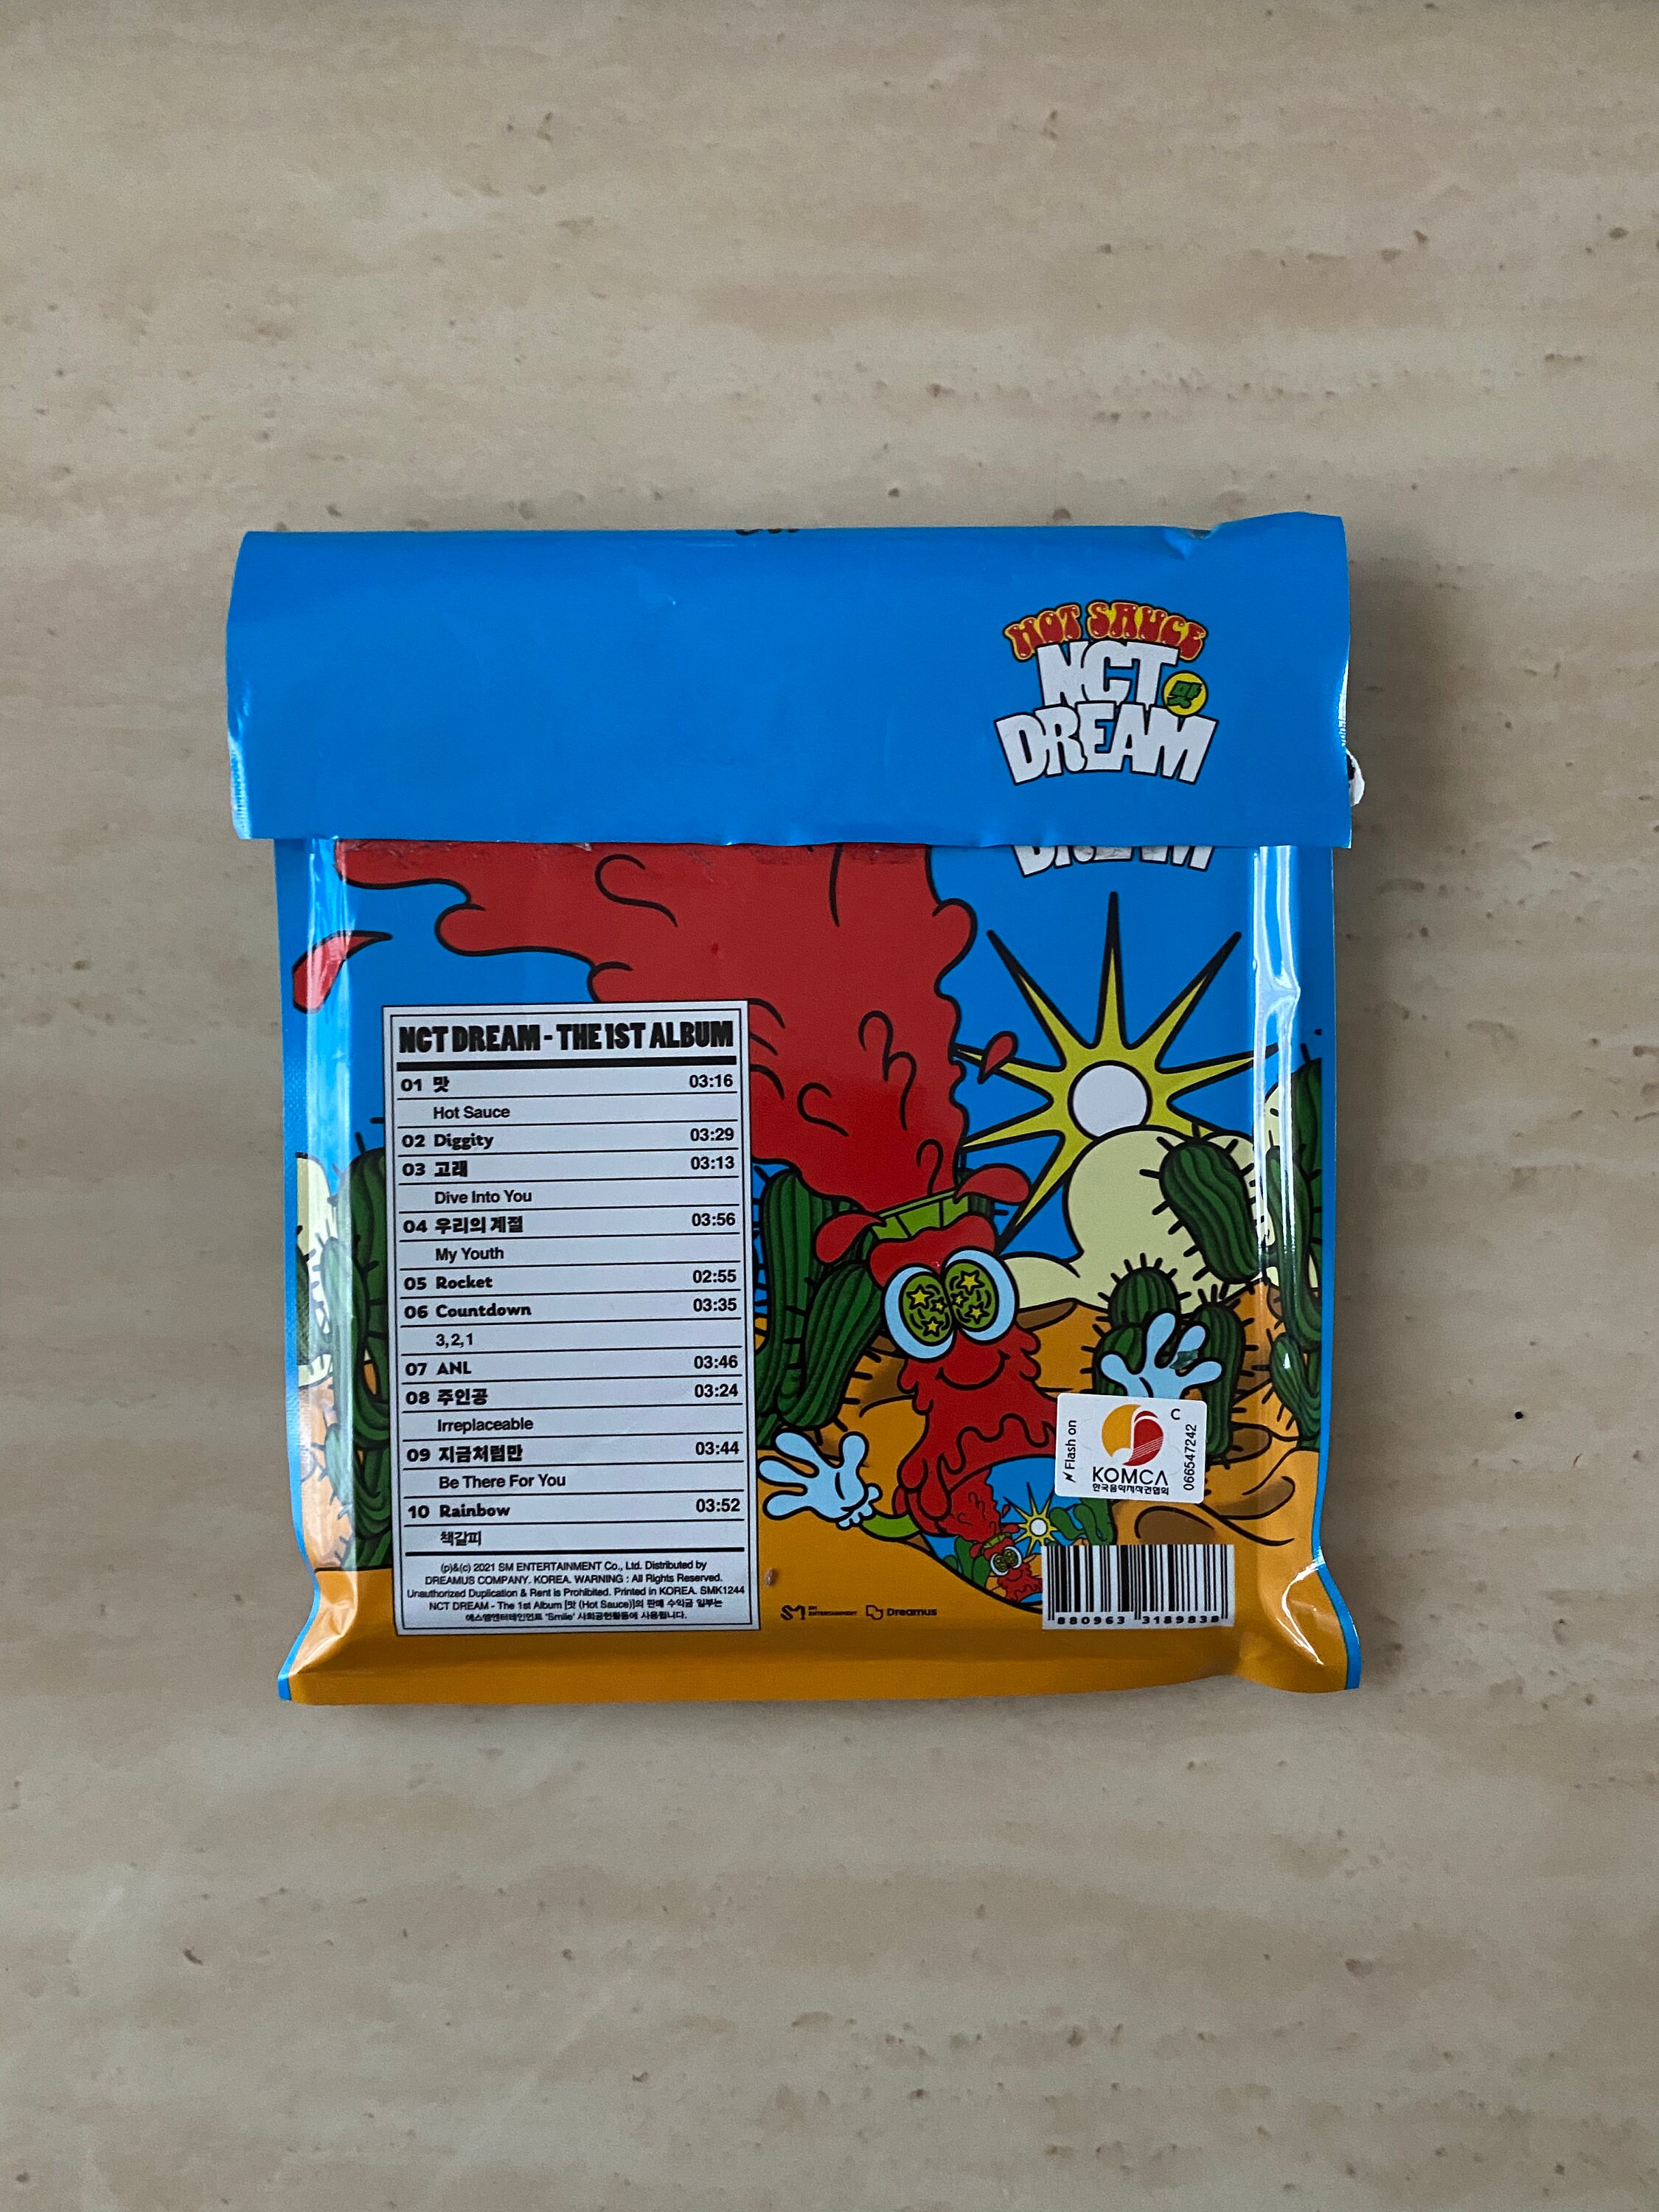 HOT SAUCE
NCT
맛
DREAM
DREAM
NCT DREAM - THE 1ST ALBUM
01 맛 03:16
Hot Sauce
02 Diggity 03:29
03 고래 03:13
Dive Into You
04 우리의 계절 03:56
My Youth
05 Rocket 02:55
06 Countdown 03:35
3, 2, 1
07 ANL 03:46
08 주인공 03:24
Irreplaceable
09 지금처럼만 03:44
Be There For You
10 Rainbow 03:52
책갈피
(p)&(c) 2021 SM ENTERTAINMENT Co., Ltd. Distributed by
DREAMUS COMPANY. KOREA. WARNING : All Rights Reserved.
Unauthorized Duplication & Rent is Prohibited. Printed in KOREA. SMK1244
NCT DREAM - The 1st Album [맛 (Hot Sauce)]의 판매 수익금 일부는
에스엠엔터테인먼트 'Smile' 사회공헌활동에 사용됩니다.
SM ENTERTAINMENT Dreamus
Flash on
C
KOMCA
한국음악저작권협회
066547242
8 809633 189838